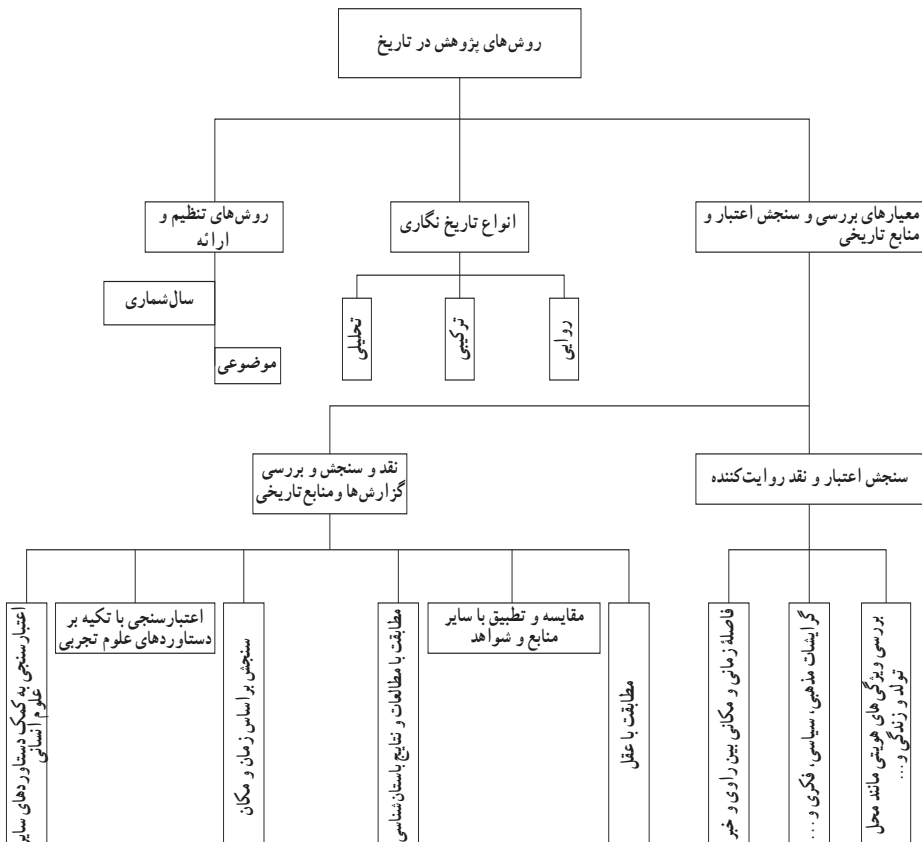 روش‌های پژوهش در تاریخ
معیارهای بررسی و سنجش اعتبار و
منابع تاریخی
انواع تاریخ نگاری
روش‌های تنظیم و
ارائه
روایی
ترکیبی
تحلیلی
سال‌شماری
موضوعی
سنجش اعتبار و نقد روایت‌کننده
نقد و سنجش و بررسی
گزارش‌ها و منابع تاریخی
بررسی ویژگی‌های هویتی مانند محل
تولد و زندگی و...
گرایشات مذهبی، سیاسی، فکری و...
فاصلهٔ زمانی و مکانی بین راوی و خبر
مطابقت با عقل
مقایسه و تطبیق با سایر
منابع و شواهد
مطابقت با مطالعات و نتایج باستان‌شناسی
سنجش براساس زمان و مکان
اعتبارسنجی با تکیه بر
دستاوردهای علوم تجربی
اعتبارسنجی به کمک دستاوردهای سایر
علوم انسانی